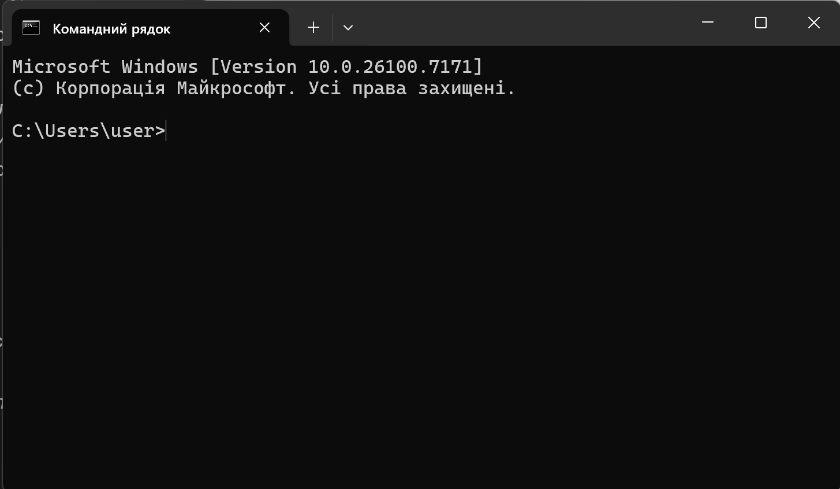 Командний рядок
Microsoft Windows [Version 10.0.26100.7171]
(c) Корпорація Майкрософт. Усі права захищені.
C:\Users\user>